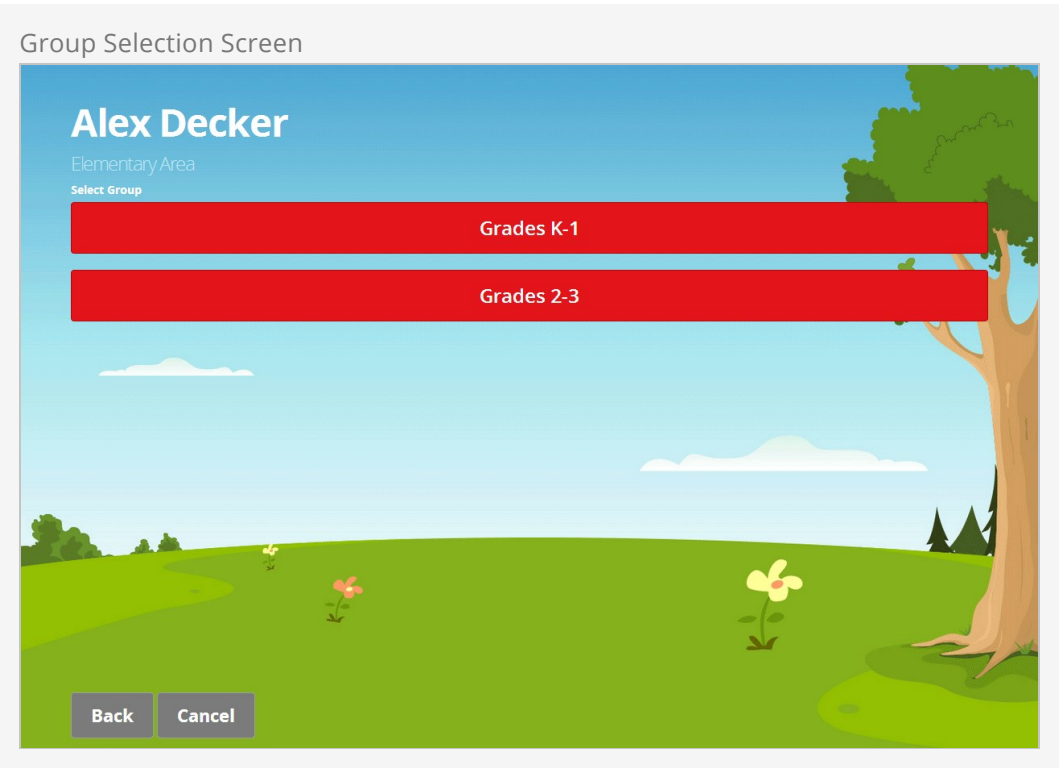 Group Selection Screen
Alex Decker
Elementary Area
Select Group
Grades K-1
Grades 2-3
Back Cancel